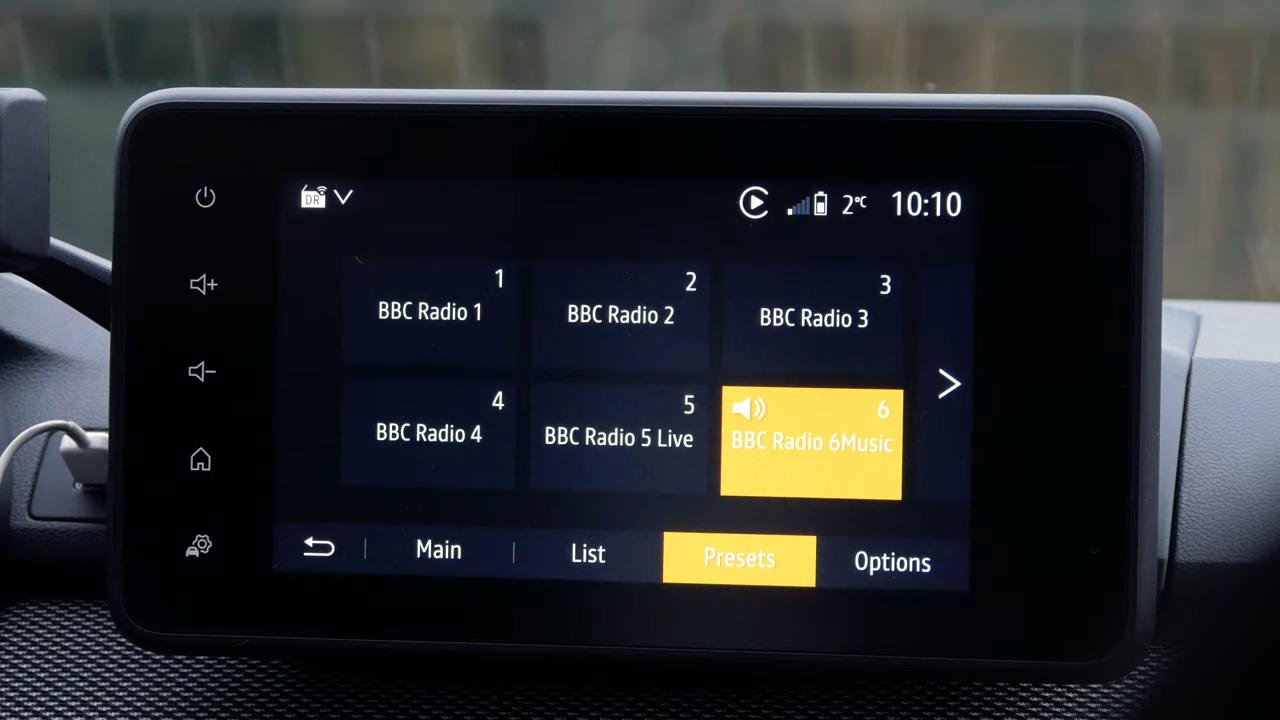 DR
2°C 10:10
1
BBC Radio 1
2
BBC Radio 2
3
BBC Radio 3
4
BBC Radio 4
5
BBC Radio 5 Live
6
BBC Radio 6Music
Main
List
Presets
Options